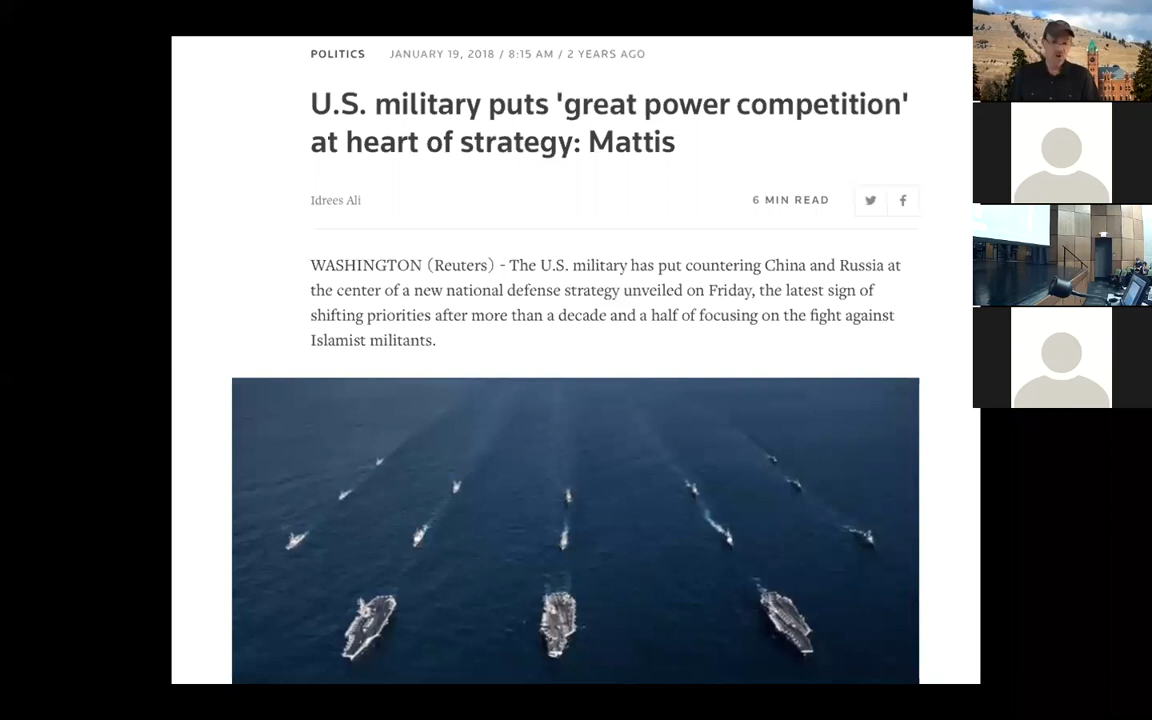 POLITICS JANUARY 19, 2018 / 8:15 AM / 2 YEARS AGO
U.S. military puts 'great power competition'
at heart of strategy: Mattis
Idrees Ali 6 MIN READ
WASHINGTON (Reuters) - The U.S. military has put countering China and Russia at
the center of a new national defense strategy unveiled on Friday, the latest sign of
shifting priorities after more than a decade and a half of focusing on the fight against
Islamist militants.